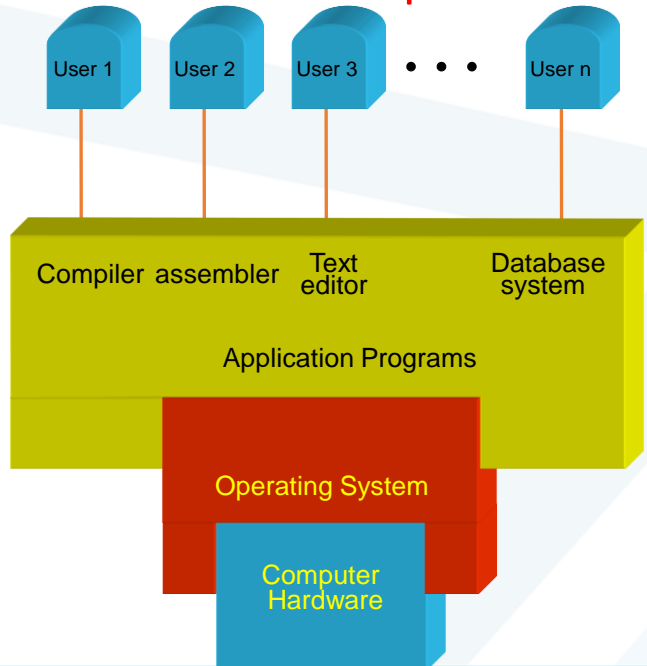 User 1 User 2 User 3 • • • User n
Compiler assembler Text editor Database system
Application Programs
Operating System
Computer
Hardware